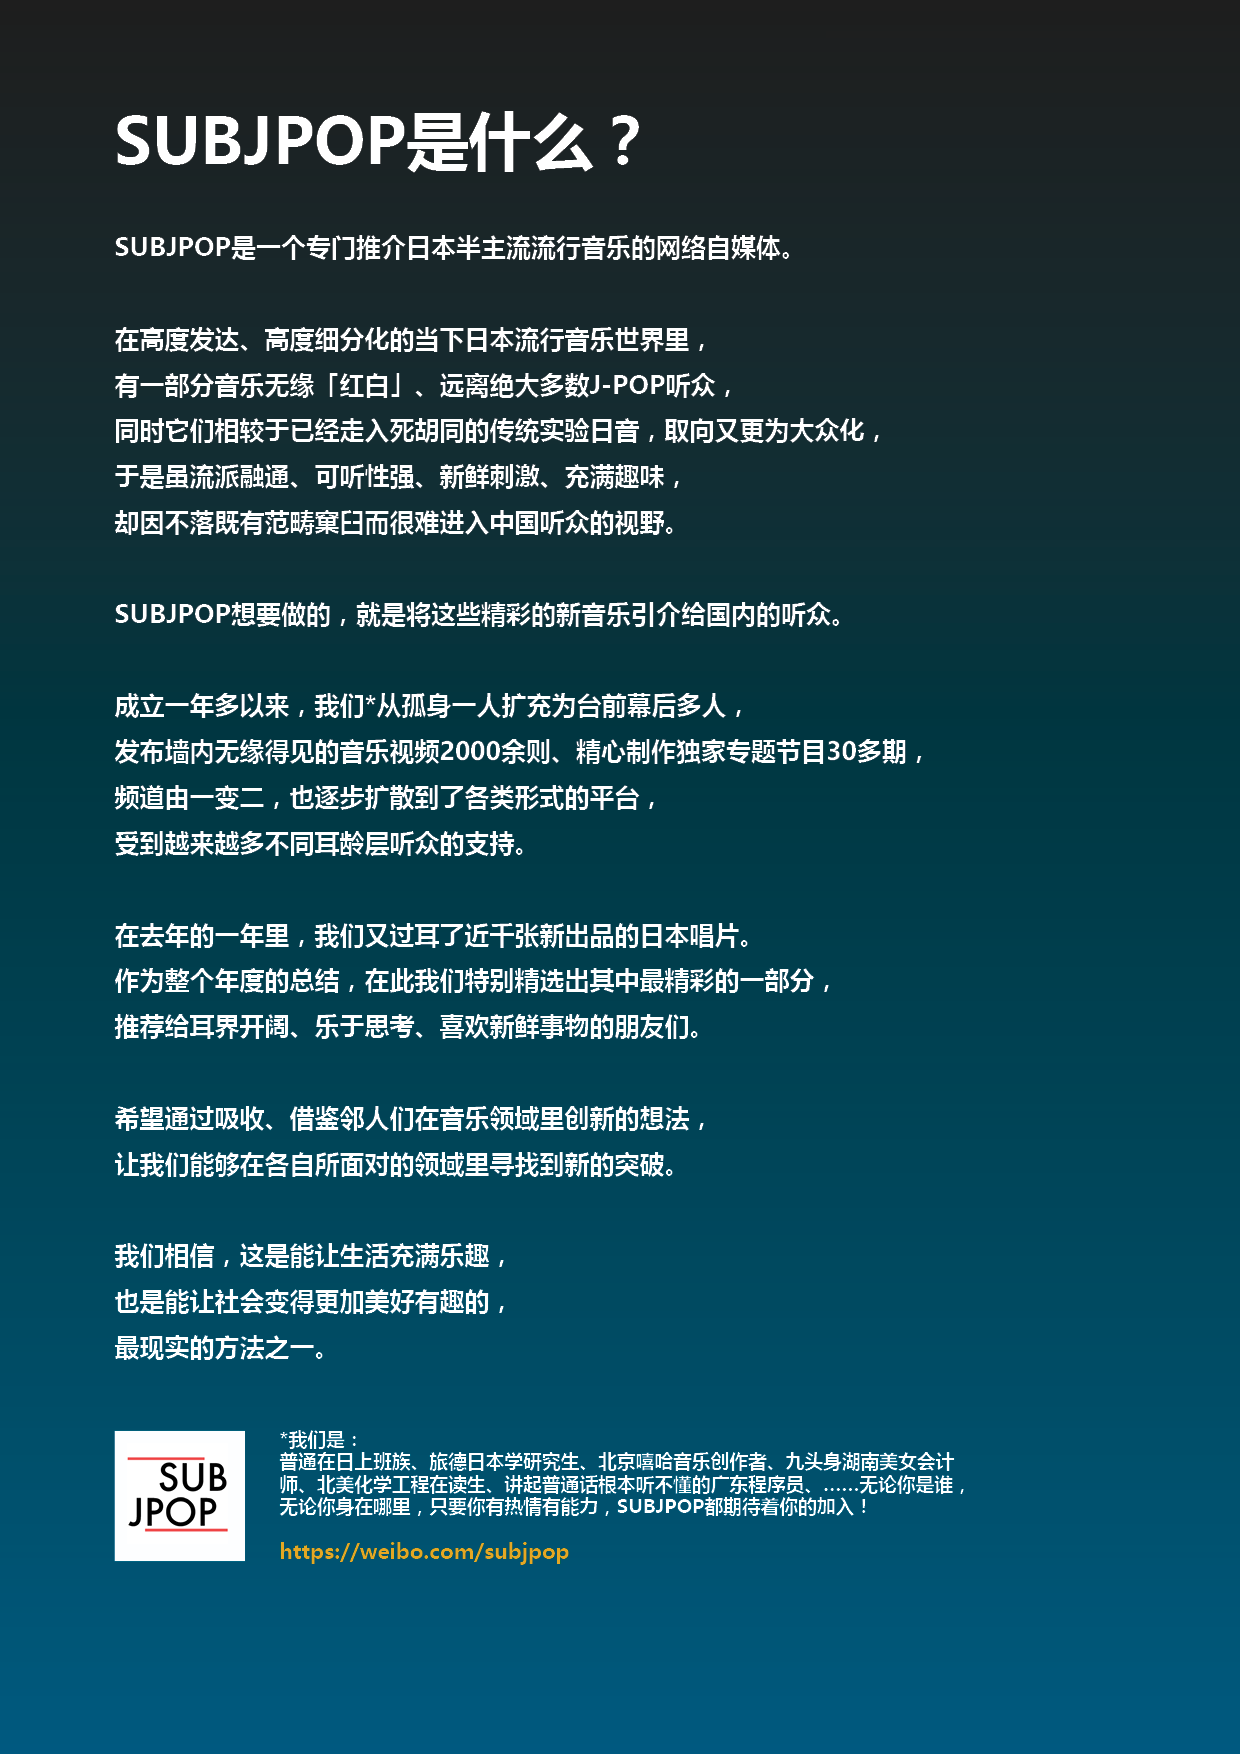 SUBJPOP是什么？
SUBJPOP是一个专门推介日本半主流流行音乐的网络自媒体。
在高度发达、高度细分化的当下日本流行音乐世界里，
有一部分音乐无缘「红白」、远离绝大多数J-POP听众，
同时它们相较于已经走入死胡同的传统实验日音，取向又更为大众化，
于是虽流派融通、可听性强、新鲜刺激、充满趣味，
却因不落既有范畴窠臼而很难进入中国听众的视野。
SUBJPOP想要做的，就是将这些精彩的新音乐引介给国内的听众。
成立一年多以来，我们*从孤身一人扩充为台前幕后多人，
发布墙内无缘得见的音乐视频2000余则、精心制作独家专题节目30多期，
频道由一变二，也逐步扩散到了各类形式的平台，
受到越来越多不同耳龄层听众的支持。
在去年的一年里，我们又过耳了近千张新出品的日本唱片。
作为整个年度的总结，在此我们特别精选出其中最精彩的一部分，
推荐给耳界开阔、乐于思考、喜欢新鲜事物的朋友们。
希望通过吸收、借鉴邻人们在音乐领域里创新的想法，
让我们能够在各自所面对的领域里寻找到新的突破。
我们相信，这是能让生活充满乐趣，
也是能让社会变得更加美好有趣的，
最现实的方法之一。
SUB
JPOP
*我们是：
普通在日上班族、旅德日本学研究生、北京嘻哈音乐创作者、九头身湖南美女会计
师、北美化学工程在读生、讲起普通话根本听不懂的广东程序员、……无论你是谁，
无论你身在哪里，只要你有热情有能力，SUBJPOP都期待着你的加入！
https://weibo.com/subjpop